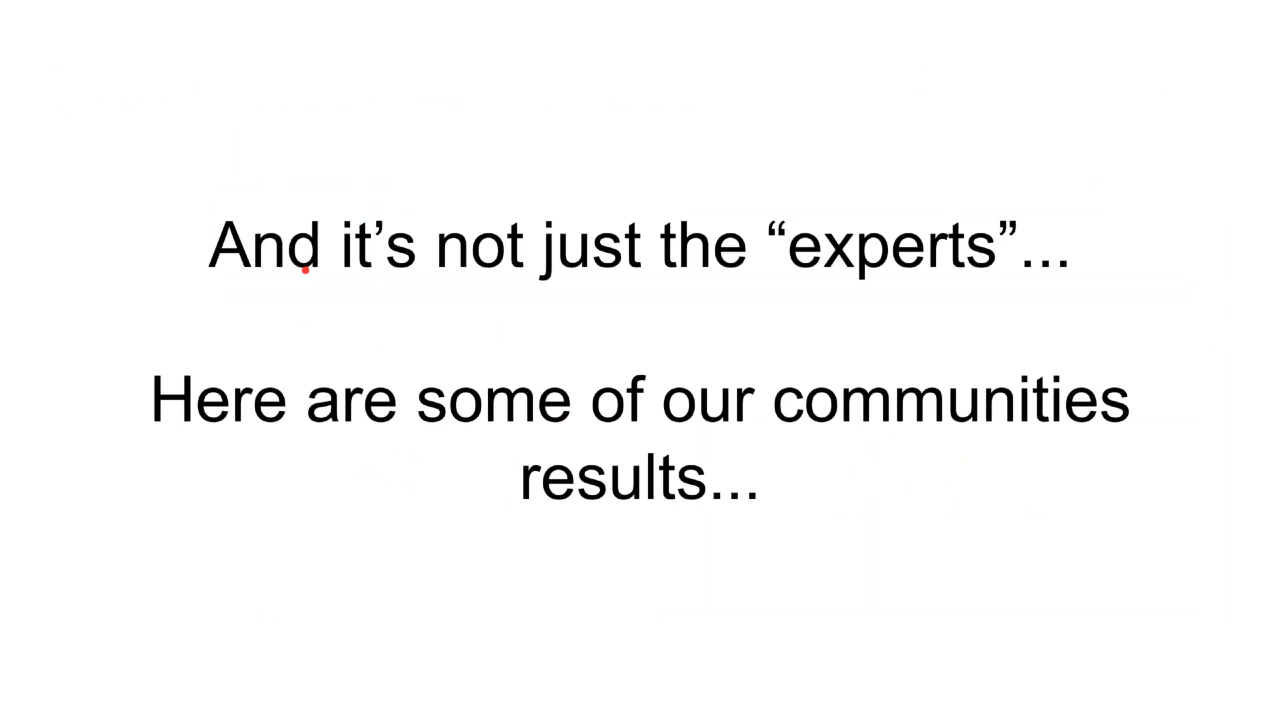 And it’s not just the “experts”...
Here are some of our communities
results...